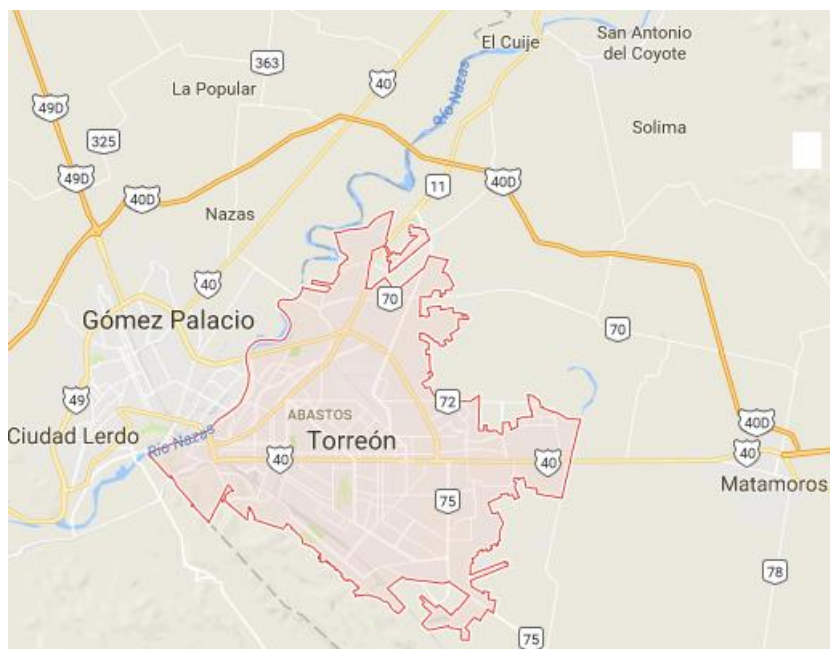 El Cuije
San Antonio
del Coyote
363
40
La Popular
Río Nazas
49D
325
Solima
49D
11
40D
40D
Nazas
40
70
Gómez Palacio
70
49
72
ABASTOS
40D
Ciudad Lerdo
Río Nazas
Torreón
40
40
40
Matamoros
75
78
75